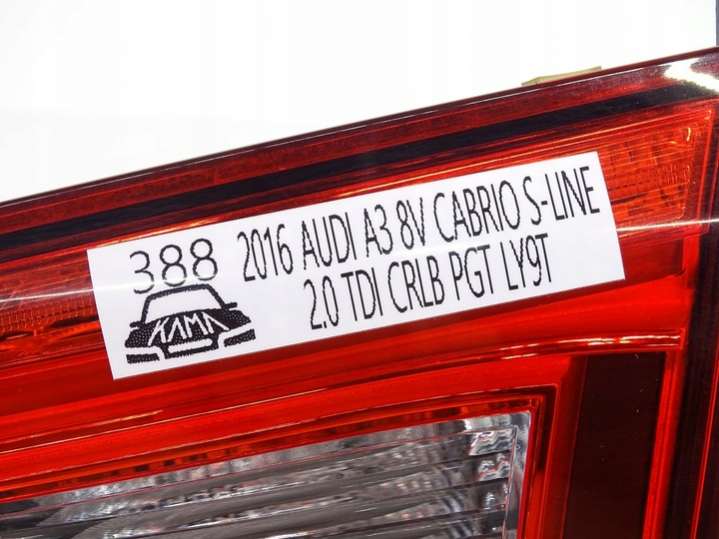 388
KAMA
2016 AUDI A3 8V CABRIO S-LINE
2.0 TDI CRLB PGT LY9T